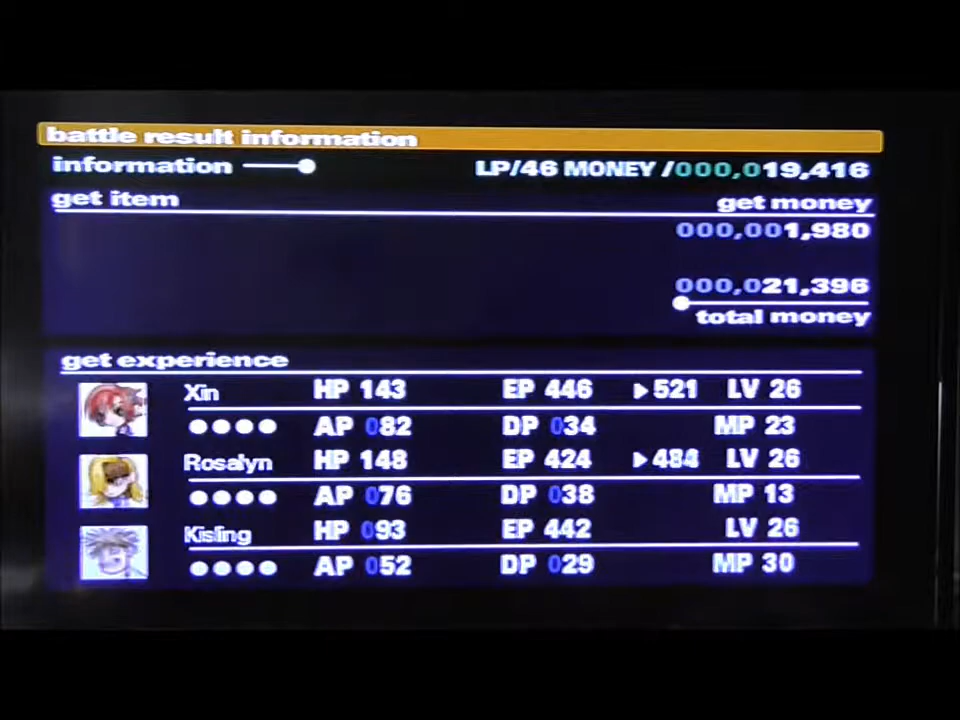 battle result information
information LP/46 MONEY /000,019,416
get item get money
000,001,980
000,021,396
total money
get experience
Xin HP 143 EP 446 ▶521 LV 26
AP 082 DP 034 MP 23
Rosalyn HP 148 EP 424 ▶484 LV 26
AP 076 DP 038 MP 13
Kisling HP 093 EP 442 LV 26
AP 052 DP 029 MP 30